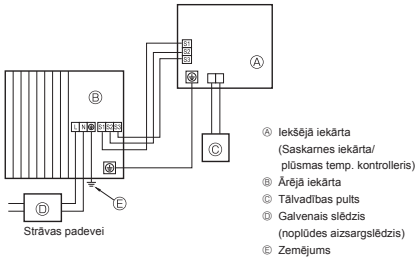 S1
S2
S3
Ⓐ
Ⓑ
L N S1 S2 S3
Ⓒ
Ⓓ
Ⓔ
Strāvas padevei
Ⓐ Iekšējā iekārta
(Saskarnes iekārta/
plūsmas temp. kontrolleris)
Ⓑ Ārējā iekārta
Ⓒ Tālvadības pults
Ⓓ Galvenais slēdzis
(noplūdes aizsargslēdzis)
Ⓔ Zemējums